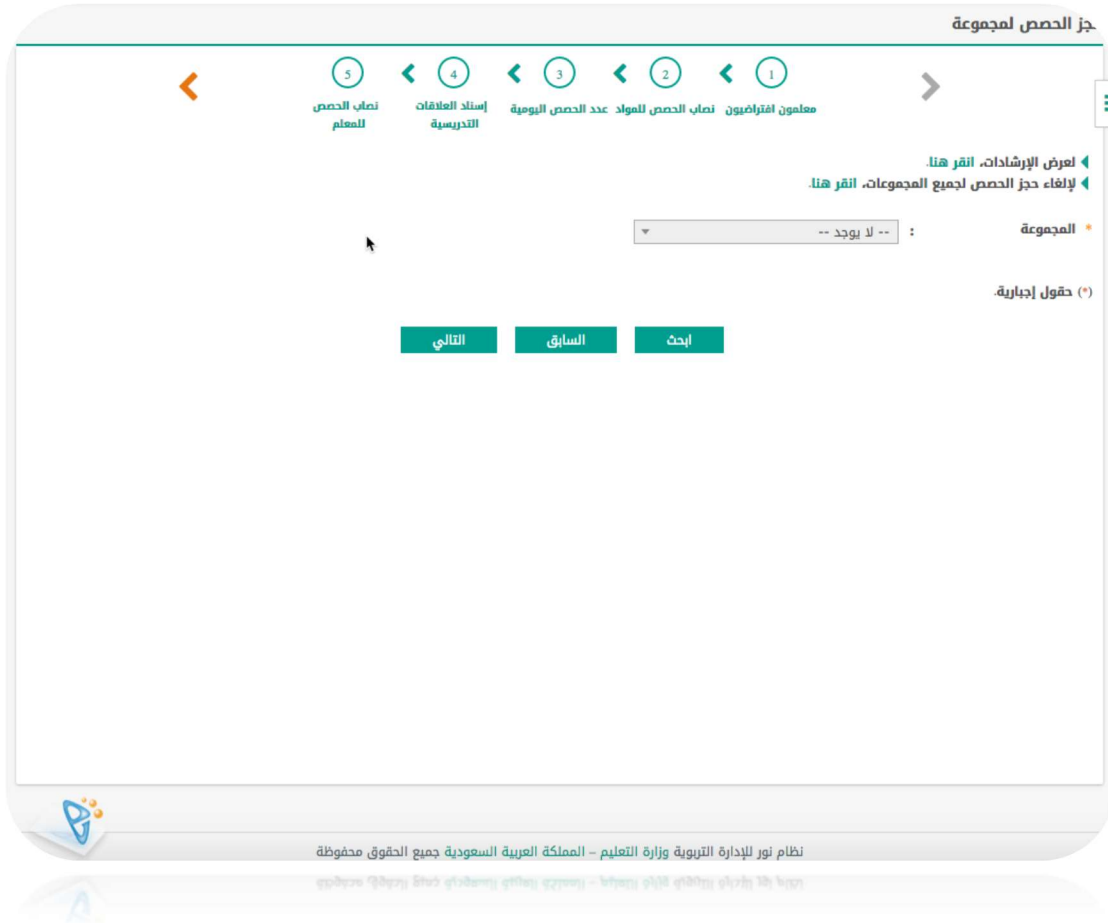 حجز الحصص لمجموعة
1 2 3 4 5
معلمون افتراضيون
نصاب الحصص للمواد
عدد الحصص اليومية
إسناد العلاقات
التدريسية
نصاب الحصص
للمعلم
لعرض الإرشادات، انقر هنا.
لإلغاء حجز الحصص لجميع المجموعات، انقر هنا.
* المجموعة : -- لا يوجد --
(*) حقول إجبارية.
ابحث السابق التالي
نظام نور للإدارة التربوية وزارة التعليم – المملكة العربية السعودية جميع الحقوق محفوظة